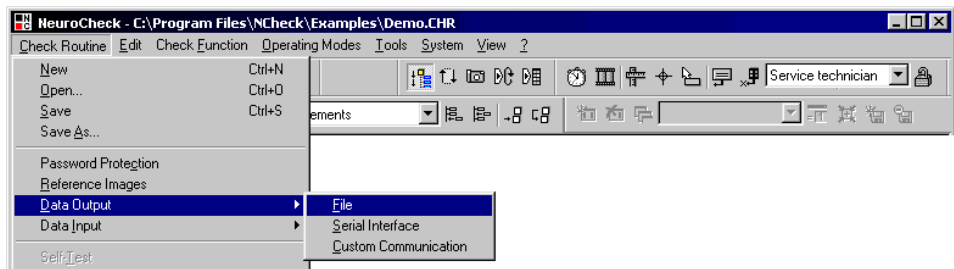 NeuroCheck - C:\Program Files\NCheck\Examples\Demo.CHR
Check Routine Edit Check Function Operating Modes Tools System View ?
New Ctrl+N
Open... Ctrl+O
Service technician
Save Ctrl+S
ements
Save As...
Password Protection
Reference Images
Data Output File
Data Input Serial Interface
Custom Communication
Self-Test